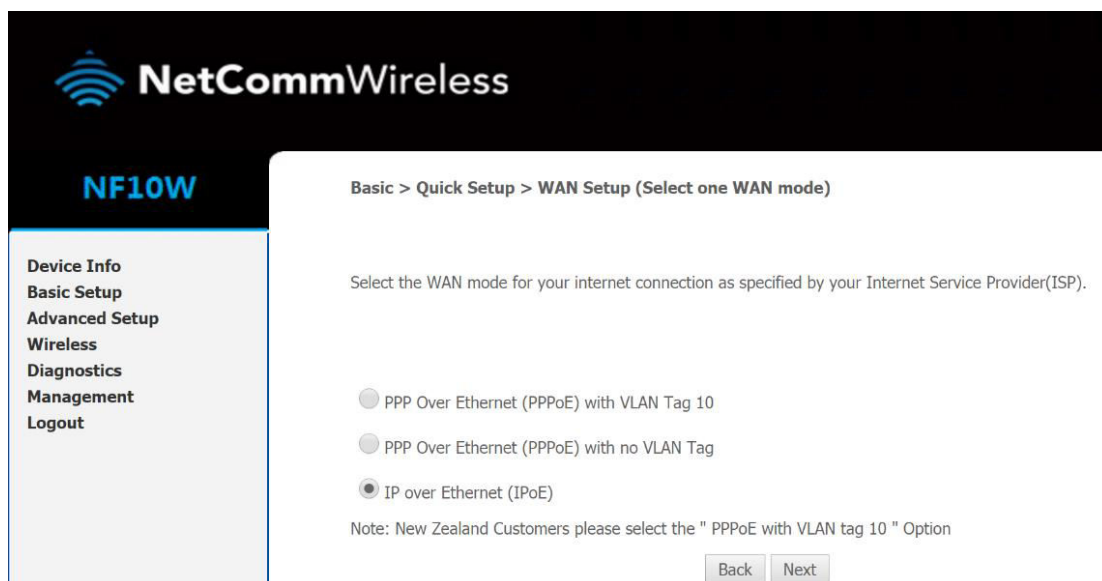 NetCommWireless
NF10W
Device Info
Basic Setup
Advanced Setup
Wireless
Diagnostics
Management
Logout
Basic > Quick Setup > WAN Setup (Select one WAN mode)
Select the WAN mode for your internet connection as specified by your Internet Service Provider(ISP).
PPP Over Ethernet (PPPoE) with VLAN Tag 10
PPP Over Ethernet (PPPoE) with no VLAN Tag
IP over Ethernet (IPoE)
Note: New Zealand Customers please select the " PPPoE with VLAN tag 10 " Option
Back Next